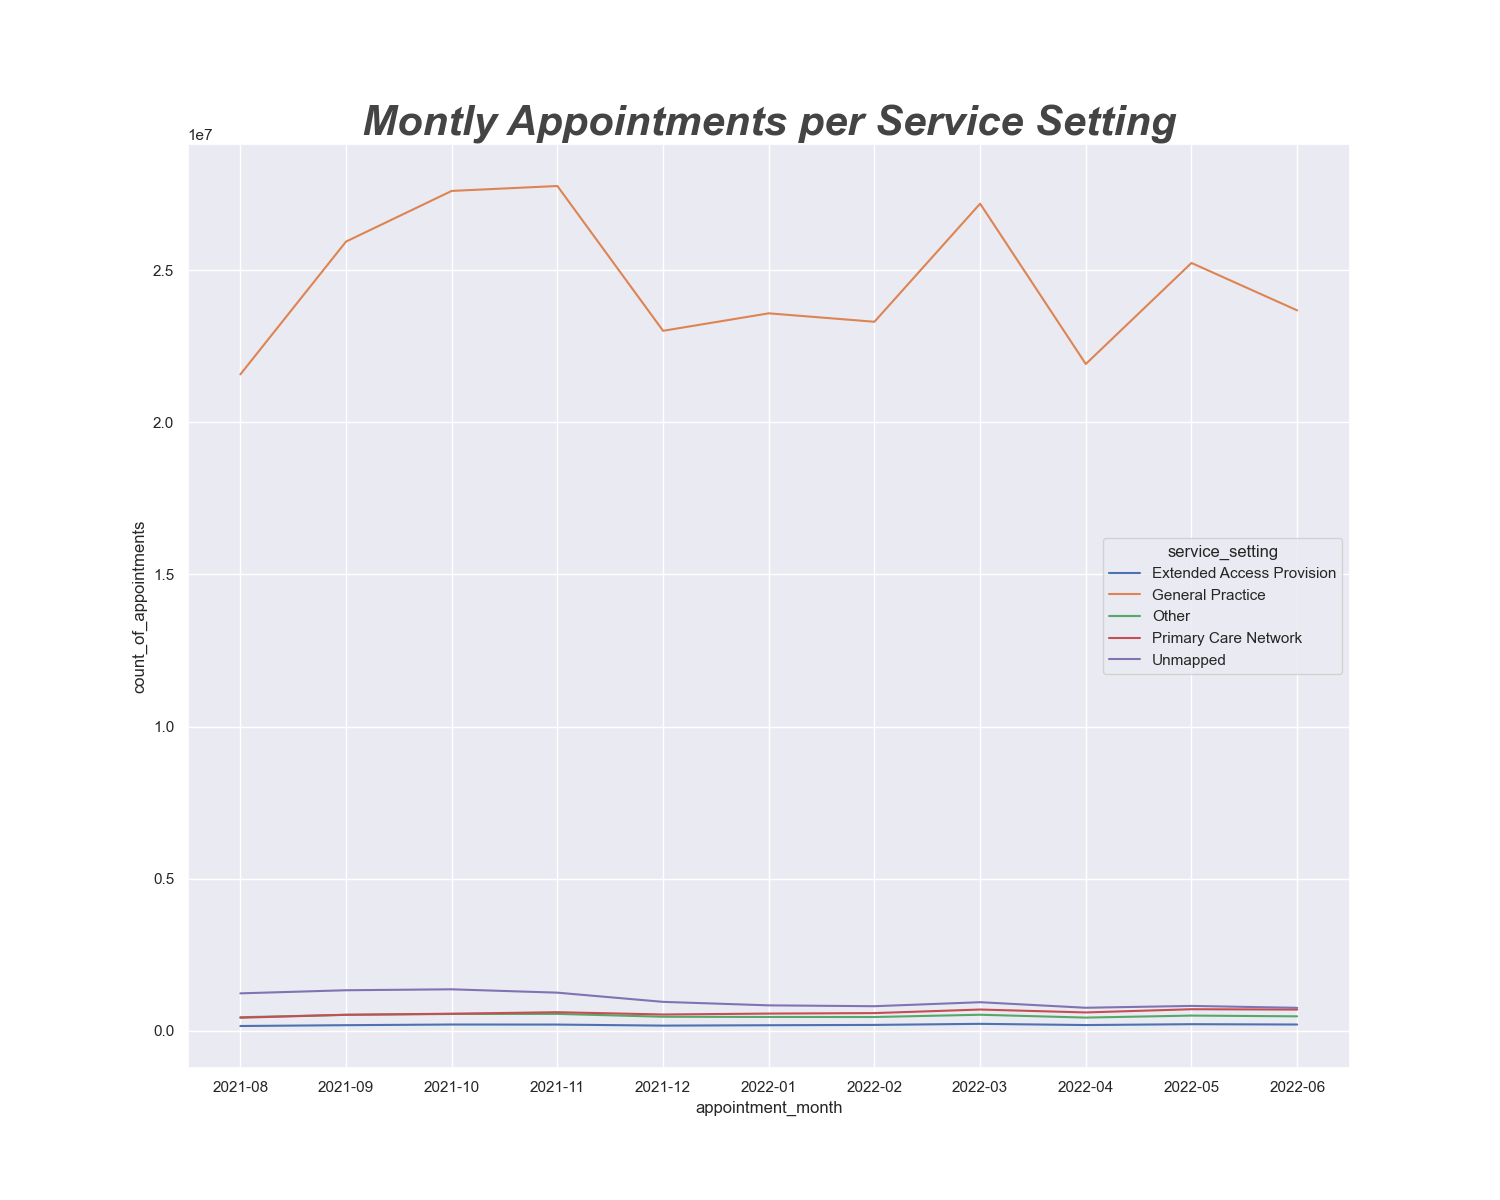 Montly Appointments per Service Setting
1e7
2.5
2.0
1.5
1.0
0.5
0.0
count_of_appointments
service_setting
Extended Access Provision
General Practice
Other
Primary Care Network
Unmapped
2021-08 2021-09 2021-10 2021-11 2021-12 2022-01 2022-02 2022-03 2022-04 2022-05 2022-06
appointment_month